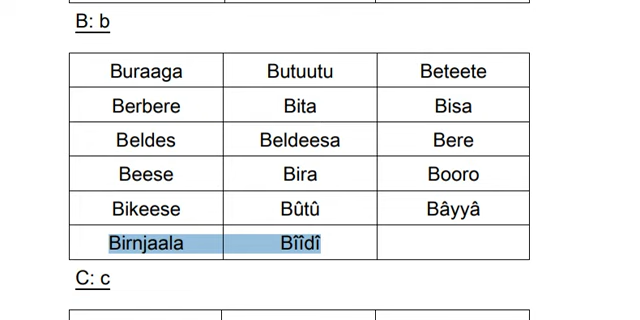 B: b
Buraaga Butuutu Beteete
Berbere Bita Bisa
Beldes Beldeesa Bere
Beese Bira Booro
Bikeese Bûtû Bâyyâ
Birnjaala Bîîdî
C: c